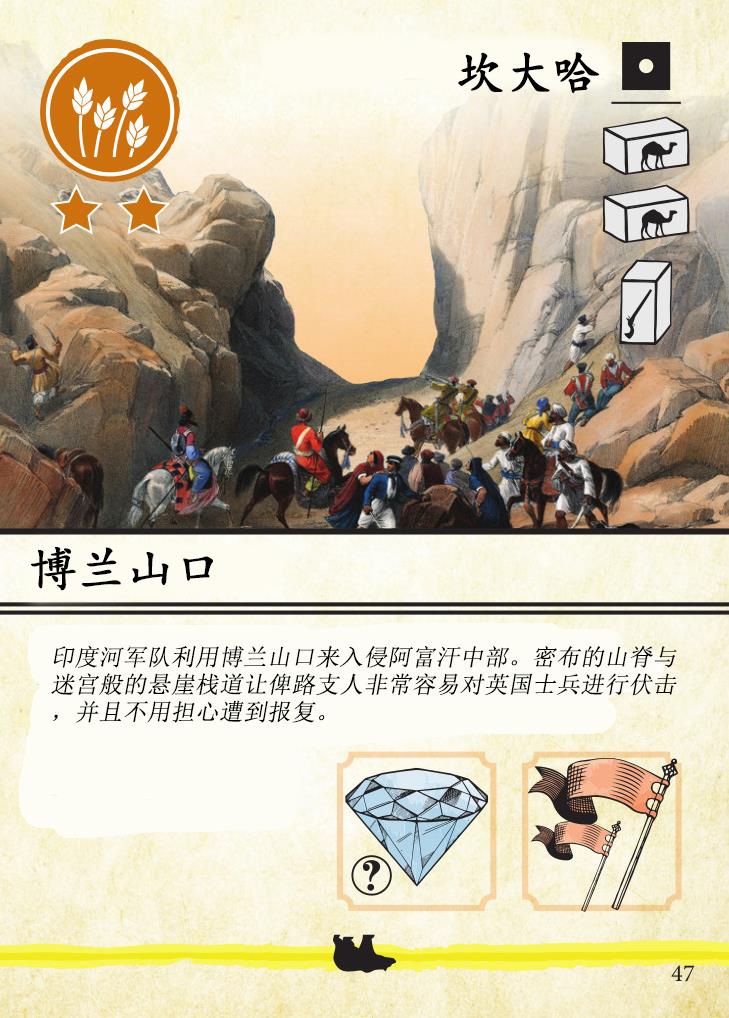 坎大哈
博兰山口
印度河军队利用博兰山口来入侵阿富汗中部。密布的山脊与
迷宫般的悬崖栈道让俾路支人非常容易对英国士兵进行伏击
，并且不用担心遭到报复。
?
47